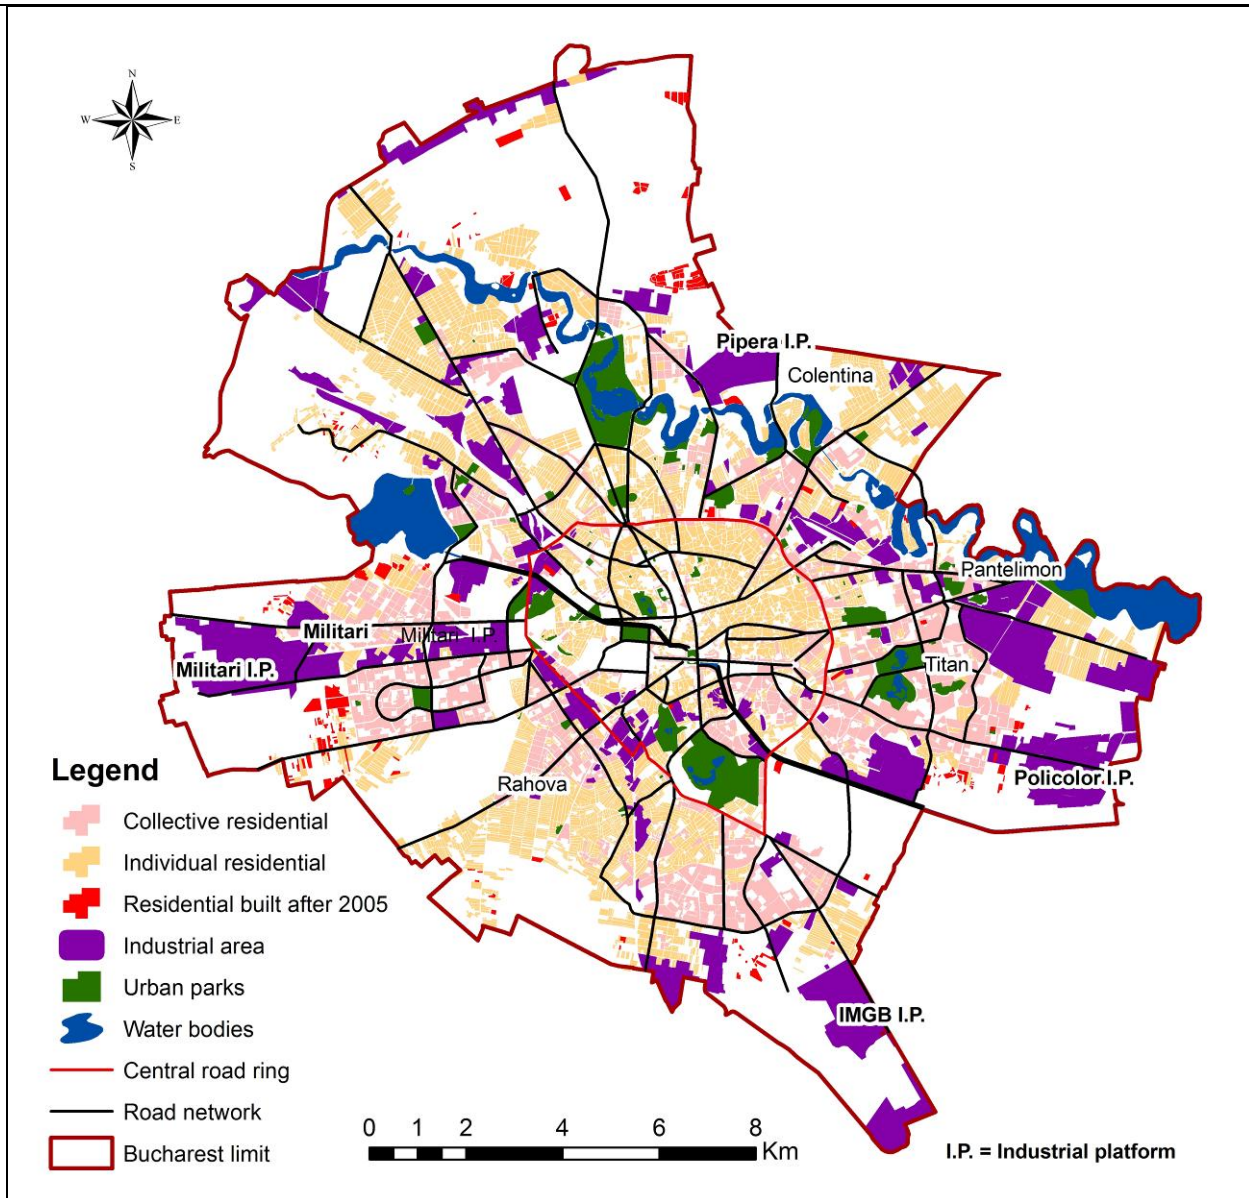 N
W E
S
Pipera I.P.
Colentina
Pantelimon
Militari
Militari I.P.
Militari I.P.
Titan
Policolor I.P.
Rahova
IMGB I.P.
Legend
Collective residential
Individual residential
Residential built after 2005
Industrial area
Urban parks
Water bodies
Central road ring
Road network
Bucharest limit
0 1 2 4 6 8
Km
I.P. = Industrial platform